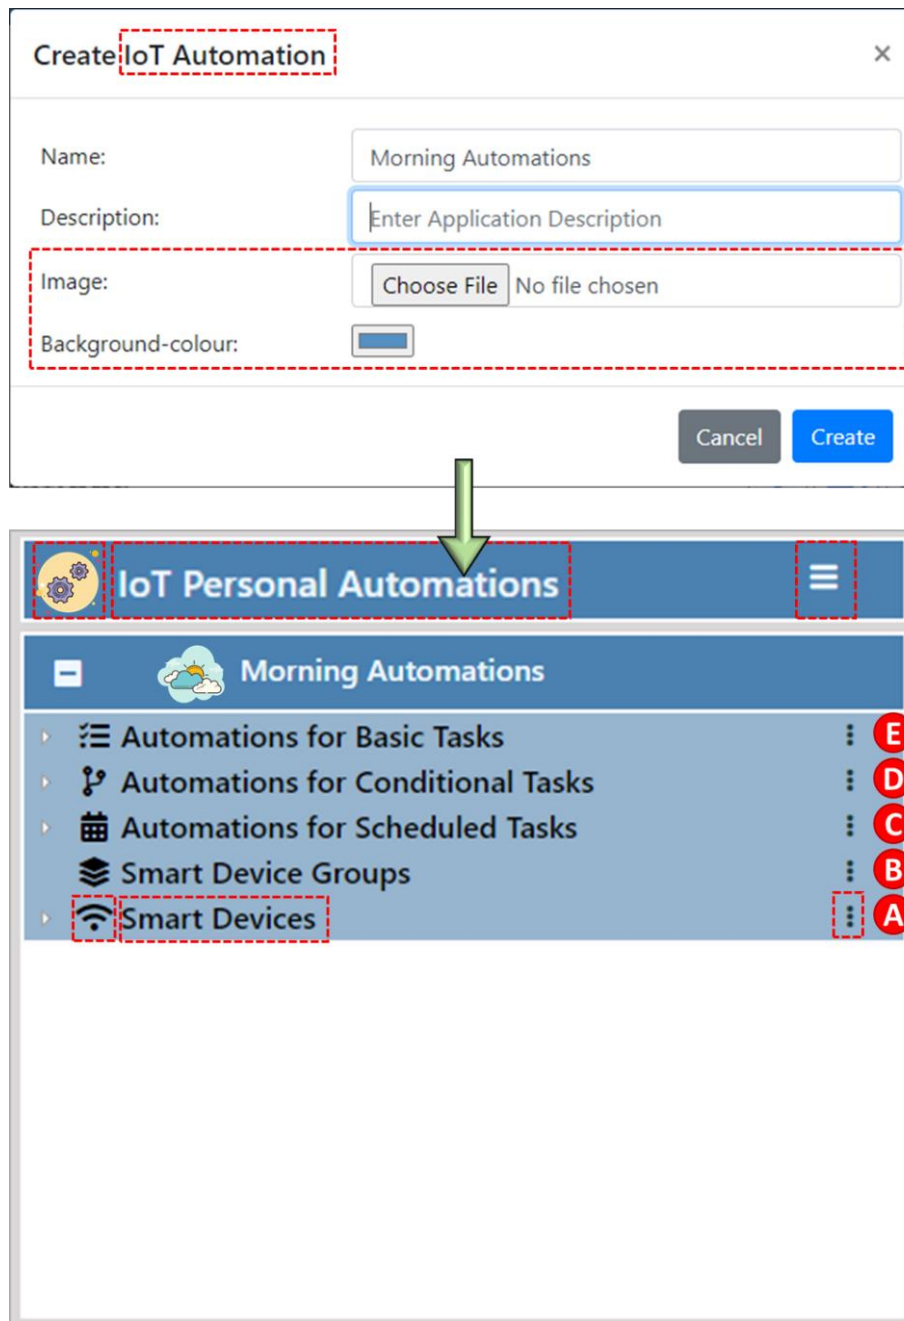 Create IoT Automation ×
Name: Morning Automations
Description: Enter Application Description
Image: Choose File No file chosen
Background-colour:
Cancel Create
IoT Personal Automations
Morning Automations
Automations for Basic Tasks E
Automations for Conditional Tasks D
Automations for Scheduled Tasks C
Smart Device Groups B
Smart Devices A